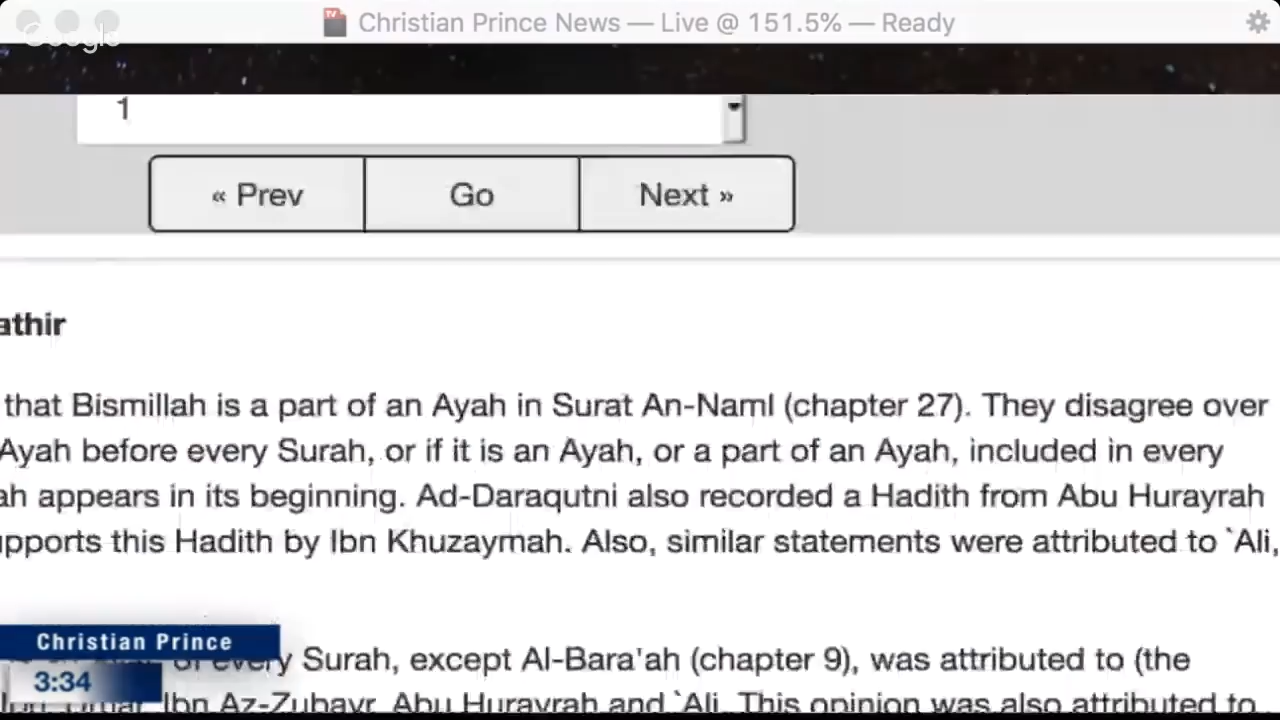 Christian Prince News — Live @ 151.5% — Ready
Google
1
« Prev
Go
Next »
athir
that Bismillah is a part of an Ayah in Surat An-Naml (chapter 27). They disagree over
Ayah before every Surah, or if it is an Ayah, or a part of an Ayah, included in every
ah appears in its beginning. Ad-Daraqutni also recorded a Hadith from Abu Hurayrah
upports this Hadith by Ibn Khuzaymah. Also, similar statements were attributed to `Ali,
of every Surah, except Al-Bara'ah (chapter 9), was attributed to (the
Ibn `Umar, Ibn Az-Zubayr, Abu Hurayrah and `Ali. This opinion was also attributed to
Christian Prince
3:34